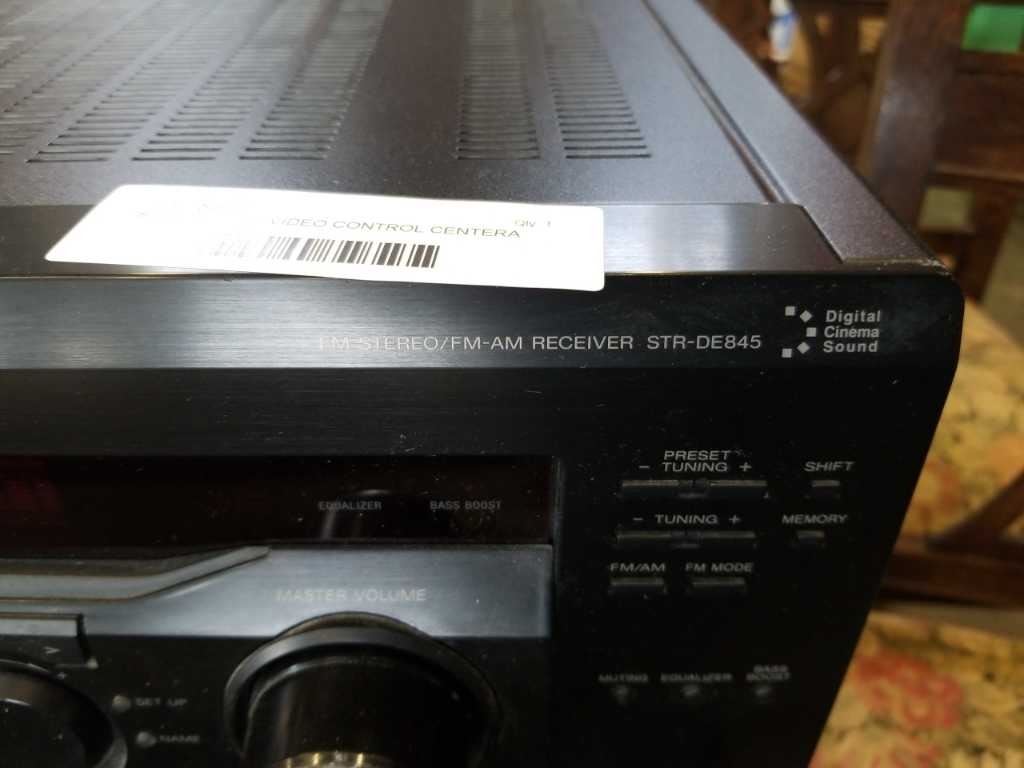 VIDEO CONTROL CENTERA
Qty 1
FM STEREO/FM-AM RECEIVER STR-DE845
Digital
Cinema
Sound
PRESET
- TUNING +
SHIFT
EQUALIZER
BASS BOOST
- TUNING +
MEMORY
FM/AM
FM MODE
MASTER VOLUME
MUTING
EQUALIZER
BASS
BOOST
SET UP
NAME